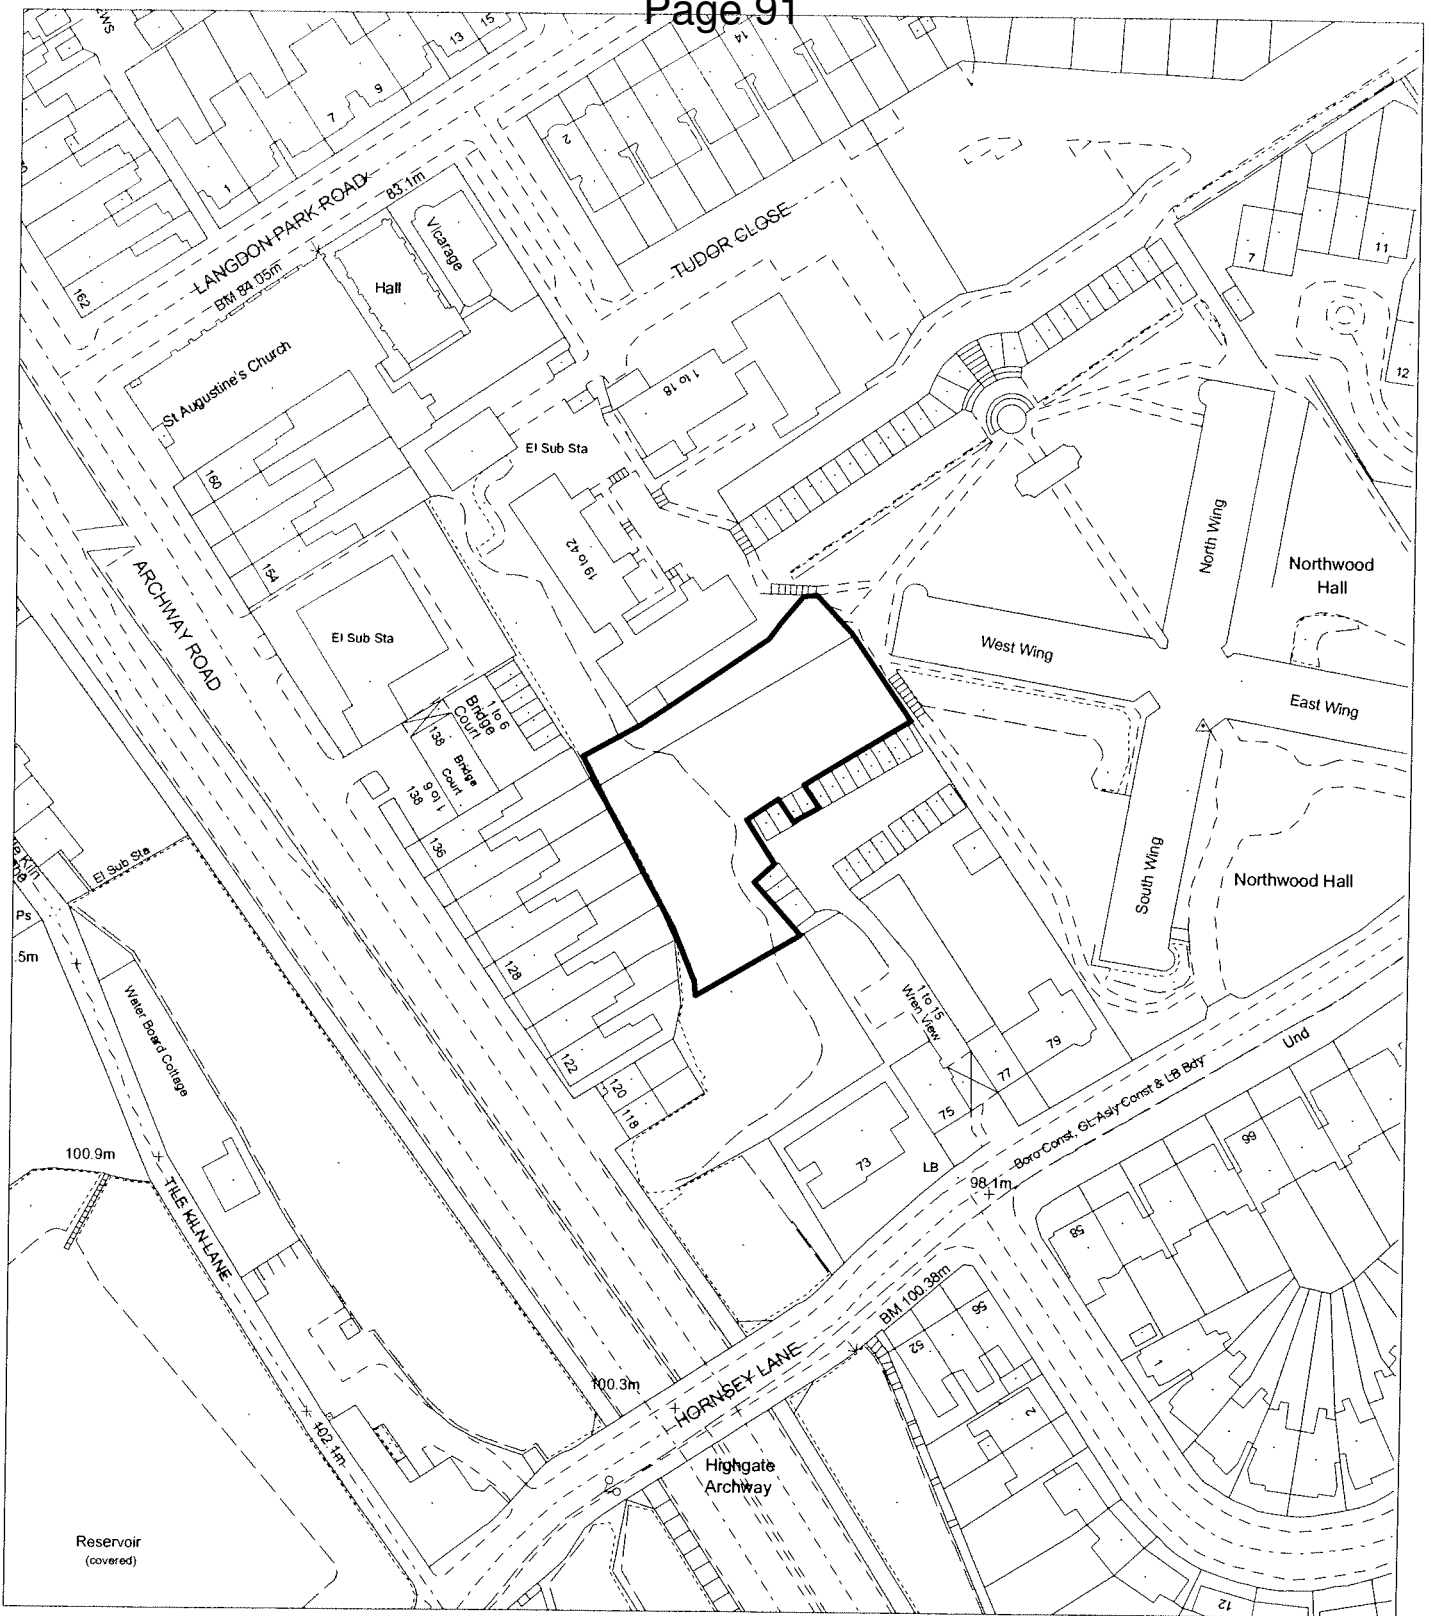 Page 91
15
13
9
7
1
14
2
1
LANGDON PARK ROAD
83.1m
BM 84.05m
162
Vicarage
Hall
TUDOR CLOSE
St Augustine's Church
7
11
12
1 to 18
El Sub Sta
160
154
19 to 42
ARCHWAY ROAD
El Sub Sta
North Wing
Northwood
Hall
West Wing
East Wing
1 to 6
Bridge
Court
138
Bridge
Court
1 to 9
138
136
El Sub Sta
Ps
.5m
128
South Wing
Northwood Hall
Water Board Cottage
1 to 15
Wren View
122
120
118
79
77
75
73
LB
Und
Boro Const, GL Asly Const & LB Bdy
98.1m
66
58
100.9m
TILE KILN LANE
BM 100.38m
56
52
HORNSEY LANE
100.3m
2
1
102.1m
Highgate
Archway
Reservoir
(covered)
12